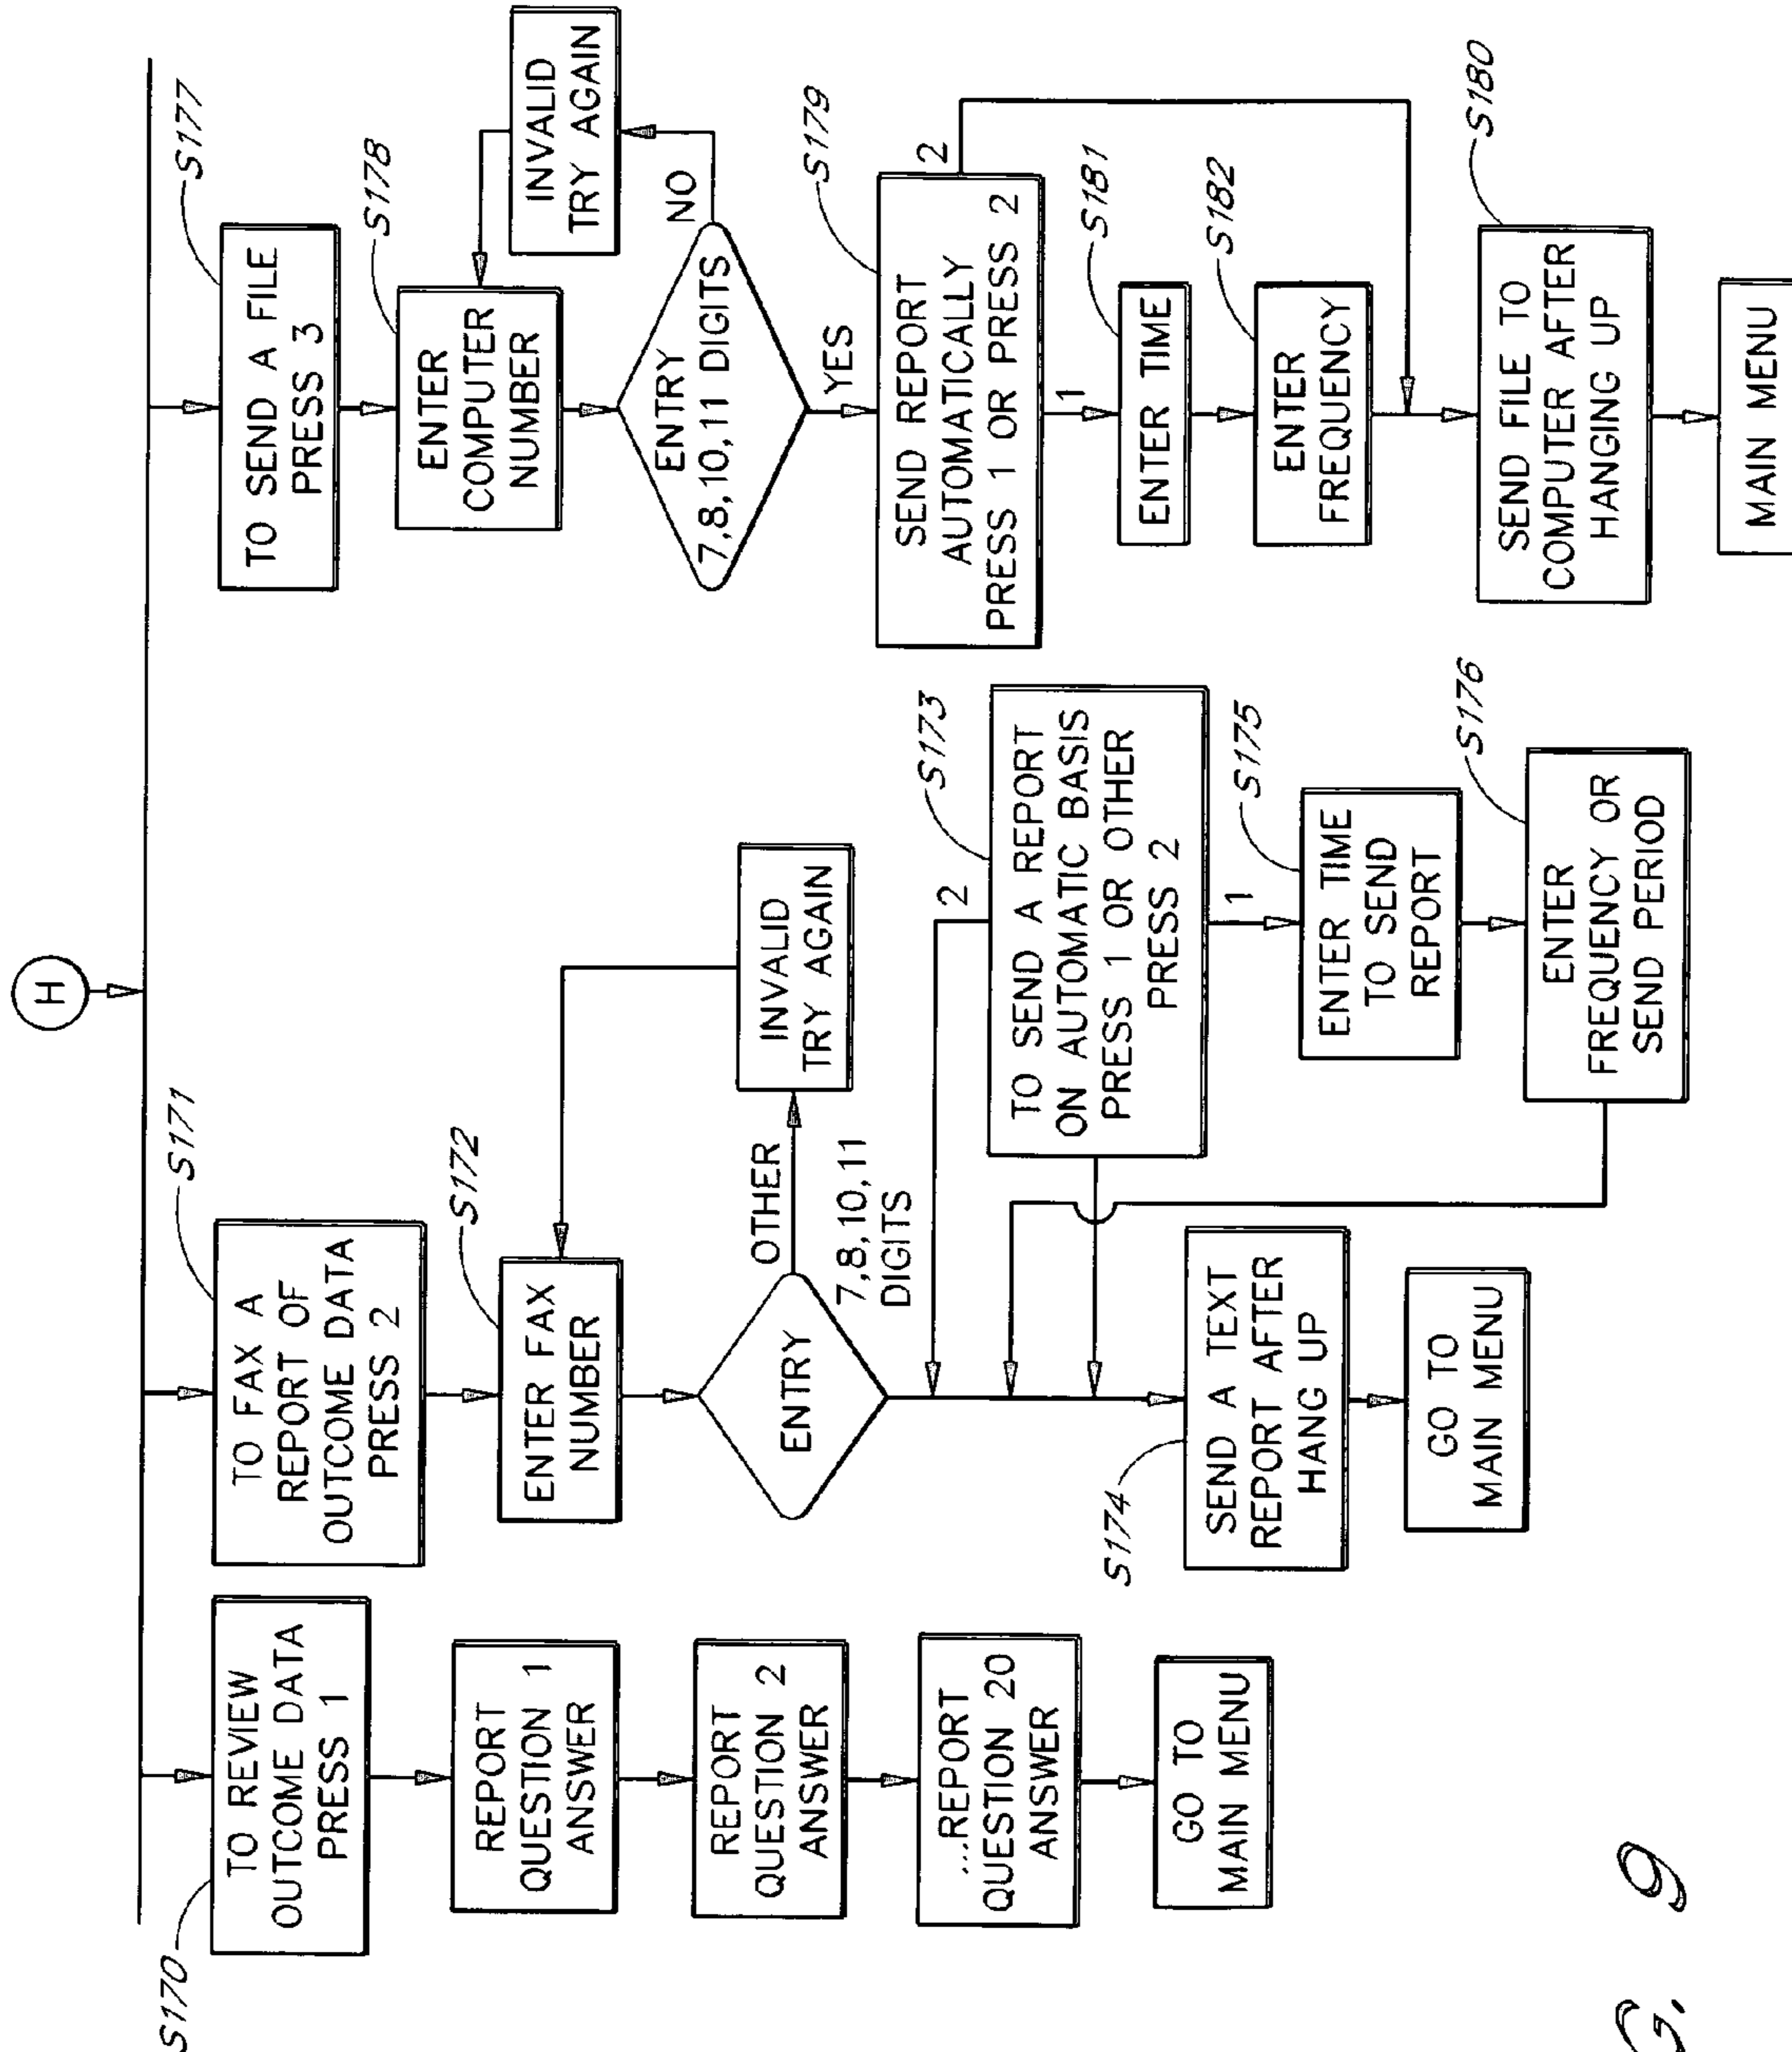 H
S170
TO REVIEW
OUTCOME DATA
PRESS 1
REPORT
QUESTION 1
ANSWER
REPORT
QUESTION 2
ANSWER
...REPORT
QUESTION 20
ANSWER
GO TO
MAIN MENU
S171
TO FAX A
REPORT OF
OUTCOME DATA
PRESS 2
S172
ENTER FAX
NUMBER
ENTRY
OTHER
INVALID
TRY AGAIN
7,8,10,11
DIGITS
S173
TO SEND A REPORT
ON AUTOMATIC BASIS
PRESS 1 OR OTHER
PRESS 2
2
1
S175
ENTER TIME
TO SEND
REPORT
S176
ENTER
FREQUENCY OR
SEND PERIOD
S174
SEND A TEXT
REPORT AFTER
HANG UP
GO TO
MAIN MENU
S177
TO SEND A FILE
PRESS 3
S178
ENTER
COMPUTER
NUMBER
INVALID
TRY AGAIN
ENTRY
7,8,10,11 DIGITS
NO
YES
S179
SEND REPORT
AUTOMATICALLY
PRESS 1 OR PRESS 2
2
1
S181
ENTER TIME
S182
ENTER
FREQUENCY
S180
SEND FILE TO
COMPUTER AFTER
HANGING UP
MAIN MENU
G. 9